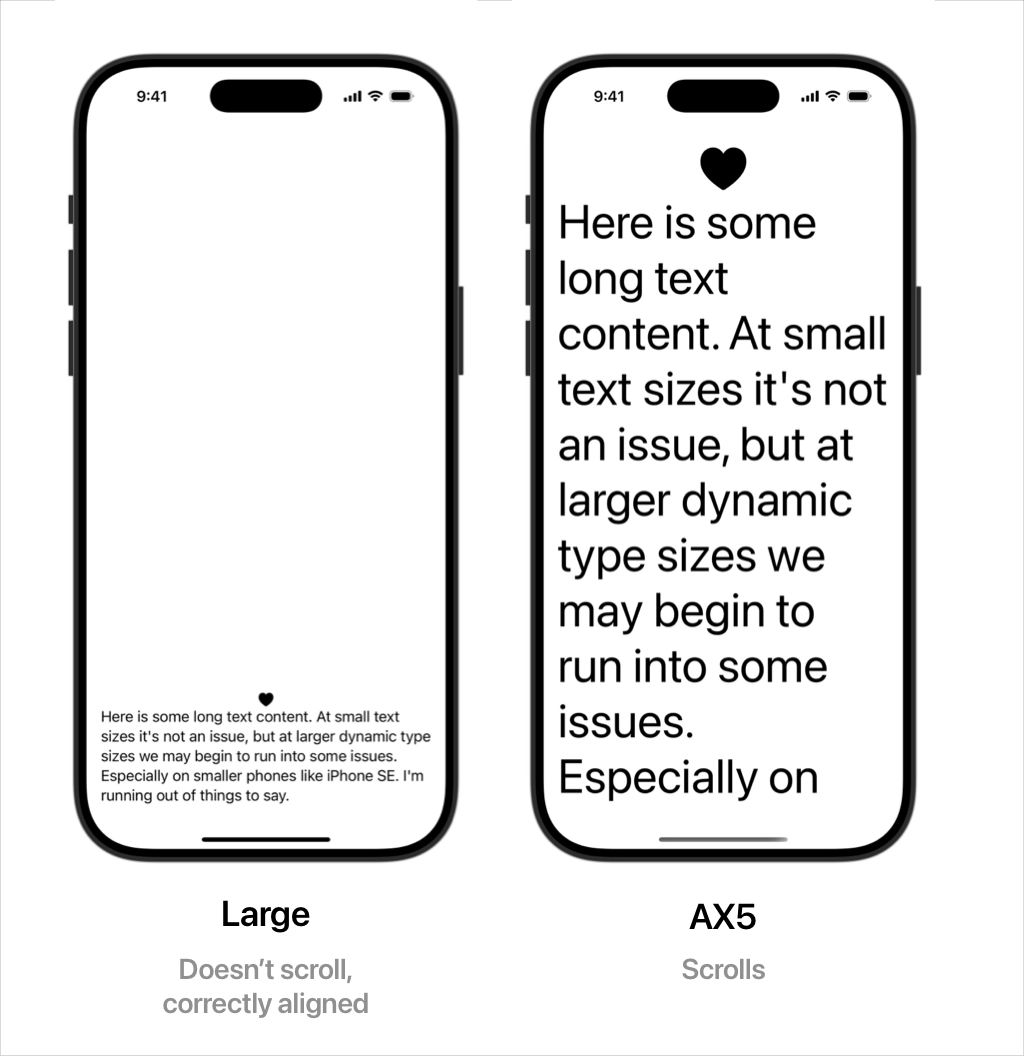 9:41
Here is some long text content. At small text
sizes it's not an issue, but at larger dynamic type
sizes we may begin to run into some issues.
Especially on smaller phones like iPhone SE. I'm
running out of things to say.
Large
Doesn’t scroll,
correctly aligned
9:41
Here is some
long text
content. At small
text sizes it's not
an issue, but at
larger dynamic
type sizes we
may begin to
run into some
issues.
Especially on
AX5
Scrolls